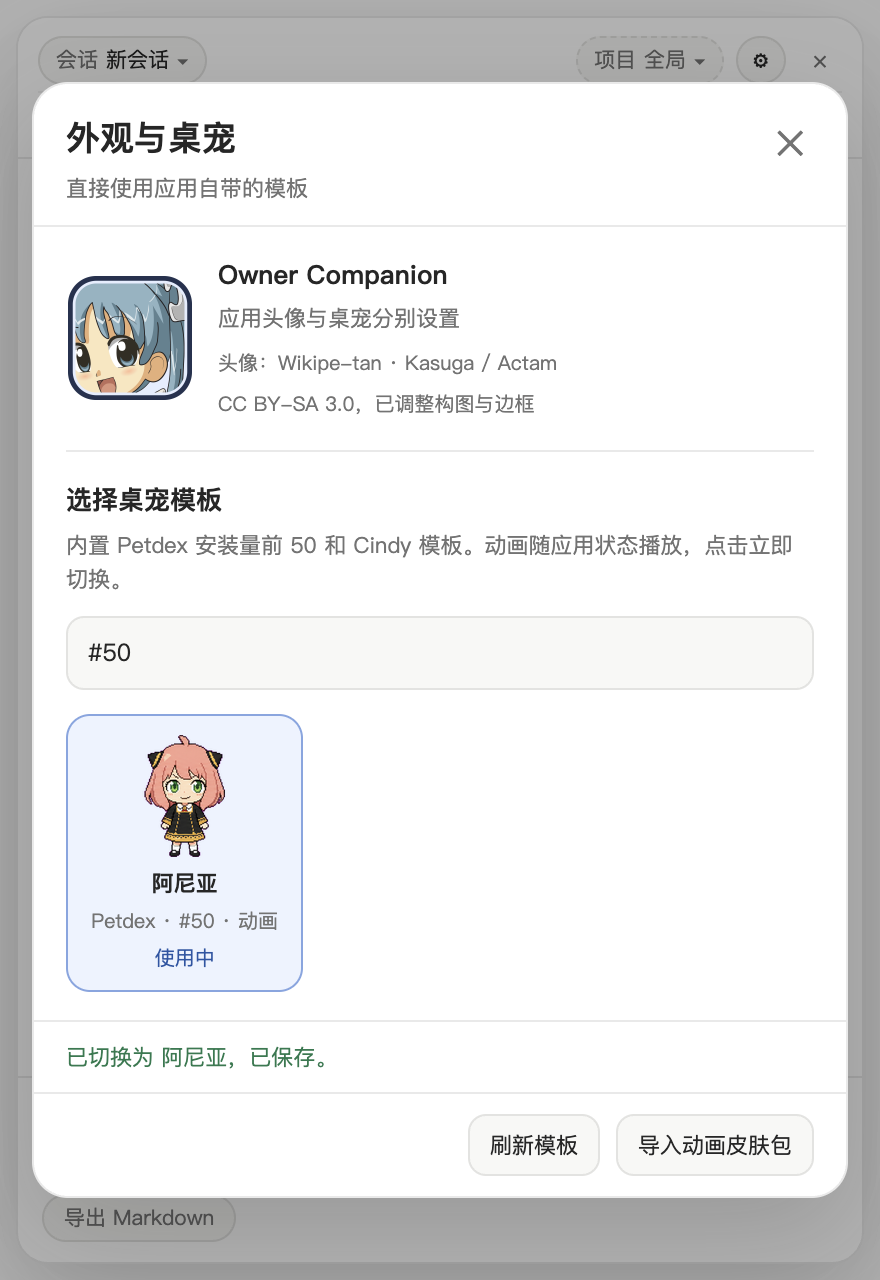 会话 新会话
项目 全局
外观与桌宠
直接使用应用自带的模板
Owner Companion
应用头像与桌宠分别设置
头像：Wikipe-tan · Kasuga / Actam
CC BY-SA 3.0，已调整构图与边框
选择桌宠模板
内置 Petdex 安装量前 50 和 Cindy 模板。动画随应用状态播放，点击立即
切换。
#50
阿尼亚
Petdex · #50 · 动画
使用中
已切换为 阿尼亚，已保存。
刷新模板
导入动画皮肤包
导出 Markdown